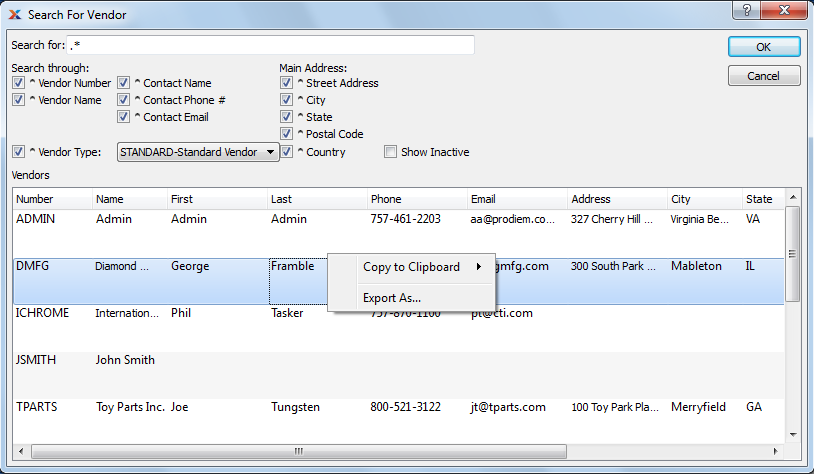 Search For Vendor
Search for: .*
OK
Search through: Main Address:
Cancel
^ Vendor Number ^ Contact Name ^ Street Address
^ Vendor Name ^ Contact Phone # ^ City
^ Contact Email ^ State
^ Postal Code
^ Vendor Type: STANDARD-Standard Vendor ^ Country Show Inactive
Vendors
Number Name First Last Phone Email Address City State
ADMIN Admin Admin Admin 757-461-2203 aa@prodiem.co... 327 Cherry Hill ... Virginia Be... VA
DMFG Diamond ... George Framble gmfg.com 300 South Park ... Mableton IL
Copy to Clipboard
Export As...
ICHROME Internation... Phil Tasker 757-870-1100 pt@cti.com
JSMITH John Smith
TPARTS Toy Parts Inc. Joe Tungsten 800-521-3122 jt@tparts.com 100 Toy Park Pla... Merryfield GA